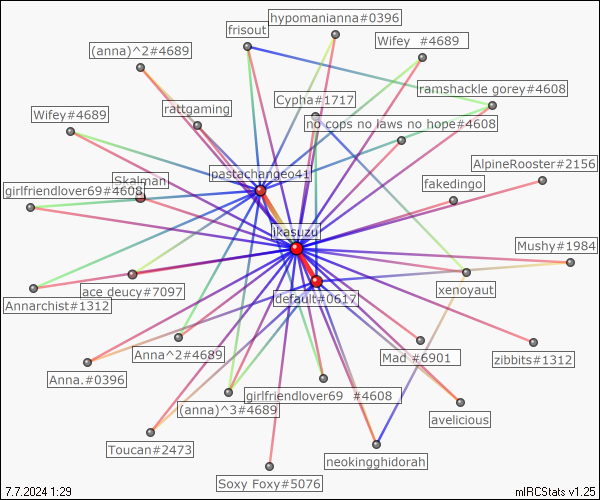 hypomanianna#0396
frisout
Wifey  #4689
(anna)^2#4689
ramshackle gorey#4608
Cypha#1717
rattgaming
Wifey#4689
no cops no laws no hope#4608
AlpineRooster#2156
pastachangeo41
Skalman
girlfriendlover69#4608
fakedingo
ikasuzu
Mushy#1984
xenoyaut
ace deucy#7097
default#0617
Annarchist#1312
Anna^2#4689
Mad #6901
zibbits#1312
Anna.#0396
girlfriendlover69  #4608
(anna)^3#4689
avelicious
Toucan#2473
neokingghidorah
Soxy Foxy#5076
7.7.2024 1:29
mIRCStats v1.25